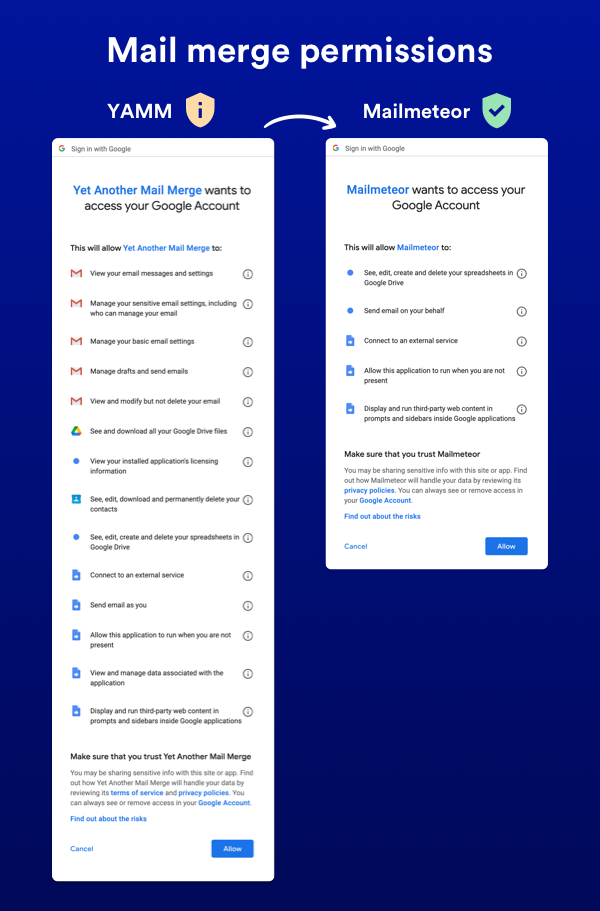 Mail merge permissions
YAMM
Sign in with Google
Yet Another Mail Merge wants to
access your Google Account
This will allow Yet Another Mail Merge to:
View your email messages and settings
Manage your sensitive email settings, including
who can manage your email
Manage your basic email settings
Manage drafts and send emails
View and modify but not delete your email
See and download all your Google Drive files
View your installed application's licensing
information
See, edit, download and permanently delete your
contacts
See, edit, create and delete your spreadsheets in
Google Drive
Connect to an external service
Send email as you
Allow this application to run when you are not
present
View and manage data associated with the
application
Display and run third-party web content in
prompts and sidebars inside Google applications
Make sure that you trust Yet Another Mail Merge
You may be sharing sensitive info with this site or app. Find
out how Yet Another Mail Merge will handle your data by
reviewing its terms of service and privacy policies. You
can always see or remove access in your Google Account.
Find out about the risks
Cancel
Allow
Mailmeteor
Sign in with Google
Mailmeteor wants to access your
Google Account
This will allow Mailmeteor to:
See, edit, create and delete your spreadsheets in
Google Drive
Send email on your behalf
Connect to an external service
Allow this application to run when you are not
present
Display and run third-party web content in
prompts and sidebars inside Google applications
Make sure that you trust Mailmeteor
You may be sharing sensitive info with this site or app. Find
out how Mailmeteor will handle your data by reviewing its
privacy policies. You can always see or remove access in
your Google Account.
Find out about the risks
Cancel
Allow